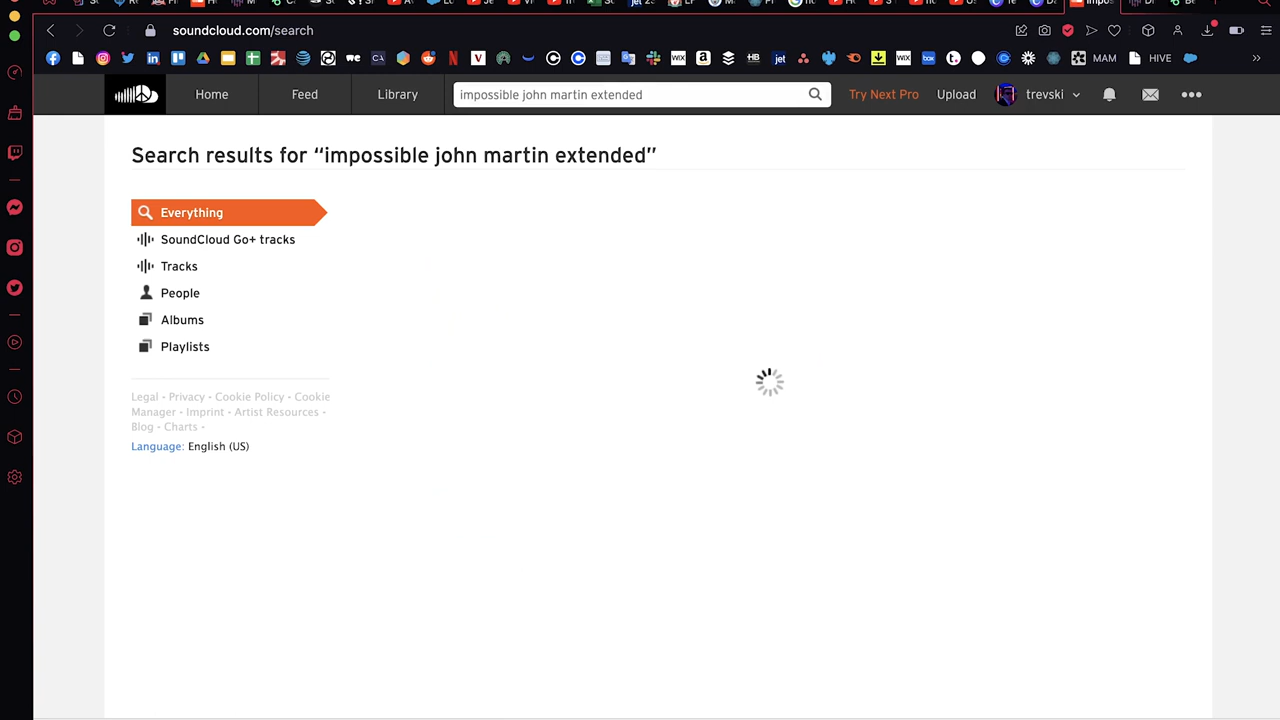 soundcloud.com/search
MAM
HIVE
Home
Feed
Library
impossible john martin extended
Try Next Pro
Upload
trevski
Search results for “impossible john martin extended”
Everything
SoundCloud Go+ tracks
Tracks
People
Albums
Playlists
Legal - Privacy - Cookie Policy - Cookie
Manager - Imprint - Artist Resources -
Blog - Charts -
Language: English (US)